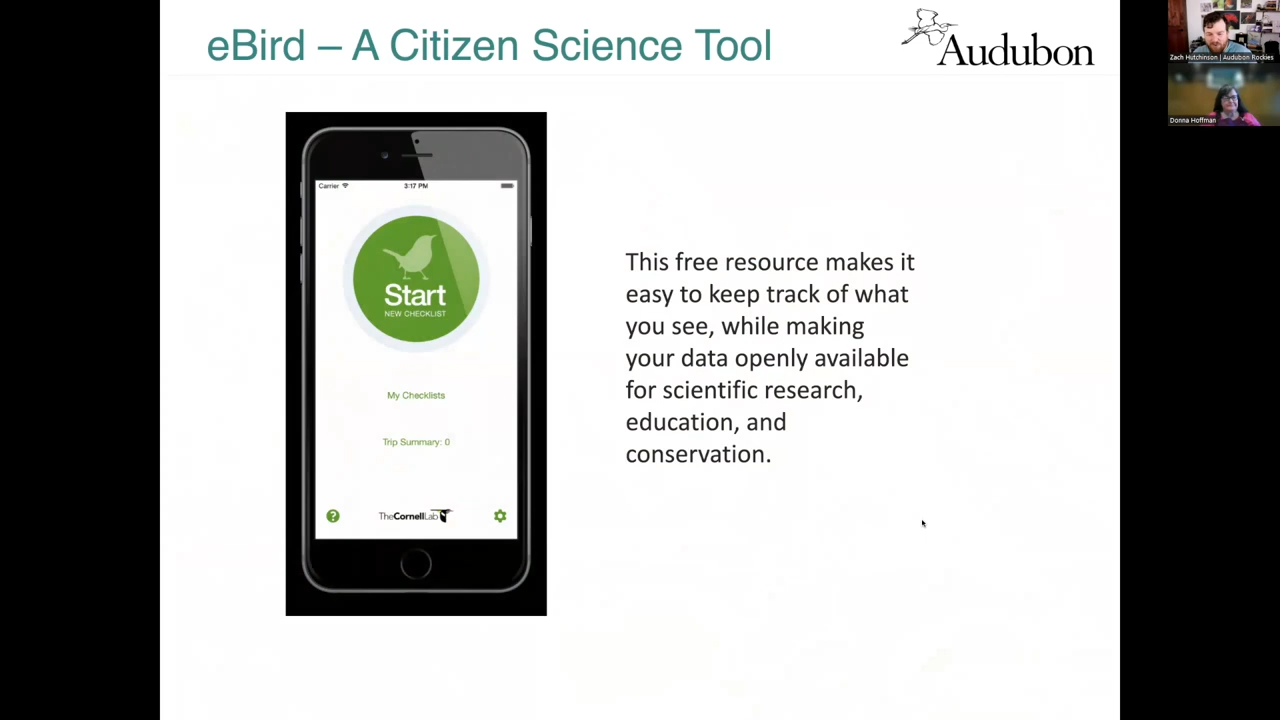 eBird – A Citizen Science Tool
Audubon
Zach Hutchinson | Audubon Rockies
Donna Hoffman
Carrier
3:17 PM
Start
NEW CHECKLIST
My Checklists
Trip Summary: 0
?
TheCornellLab
This free resource makes it
easy to keep track of what
you see, while making
your data openly available
for scientific research,
education, and
conservation.